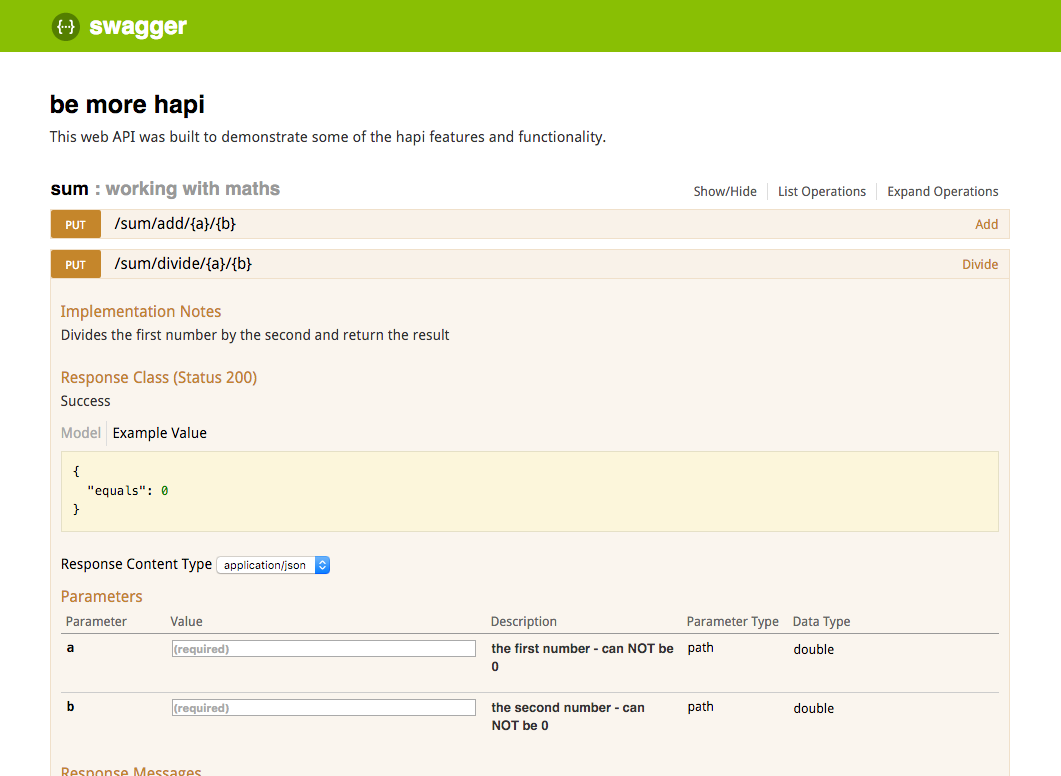 {···} swagger
be more hapi
This web API was built to demonstrate some of the hapi features and functionality.
sum : working with maths Show/Hide List Operations Expand Operations
PUT /sum/add/{a}/{b} Add
PUT /sum/divide/{a}/{b} Divide
Implementation Notes
Divides the first number by the second and return the result
Response Class (Status 200)
Success
Model Example Value
{
"equals": 0
}
Response Content Type application/json
Parameters
Parameter Value Description Parameter Type Data Type
a (required) the first number - can NOT be path double
0
b (required) the second number - can path double
NOT be 0
Response Messages